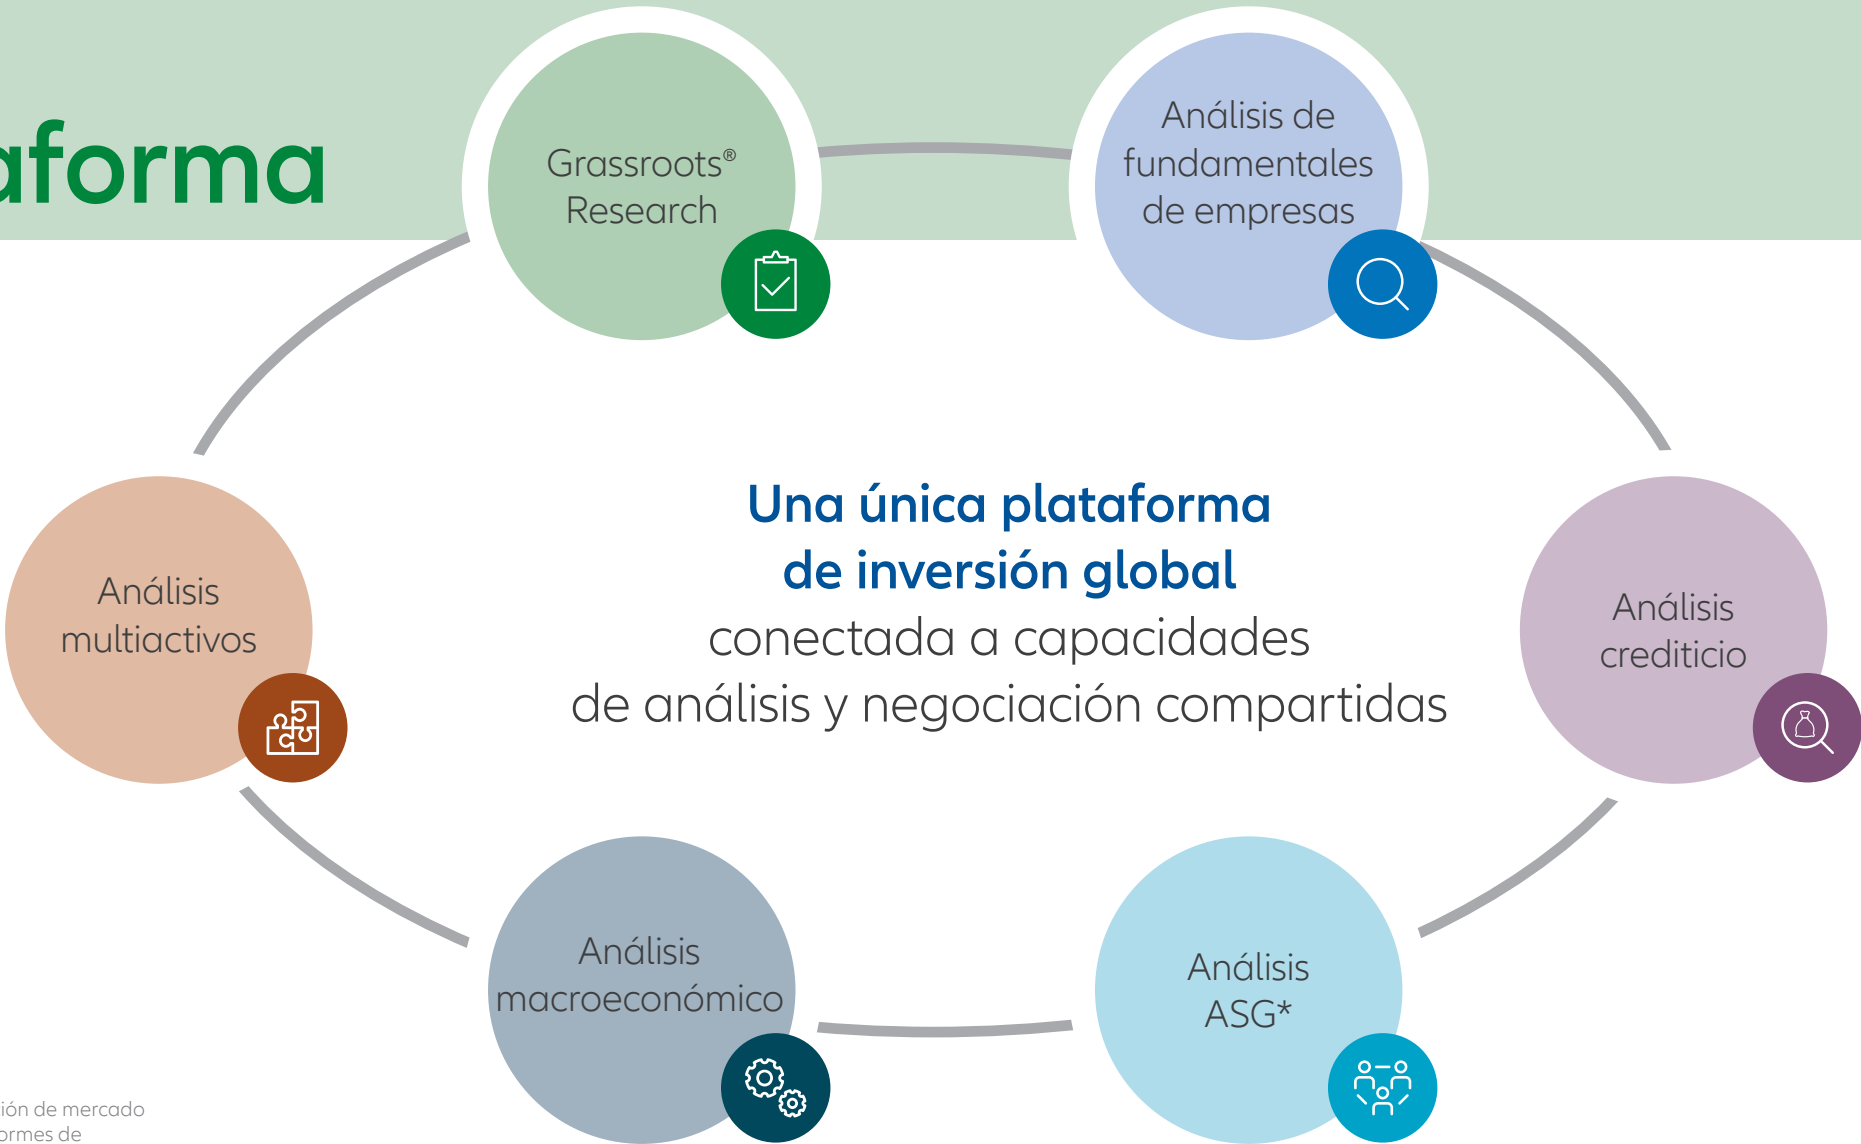 aforma
Grassroots®
Research
Análisis de
fundamentales
de empresas
Análisis
multiactivos
Una única plataforma
de inversión global
conectada a capacidades
de análisis y negociación compartidas
Análisis
crediticio
Análisis
macroeconómico
Análisis
ASG*
ión de mercado
ormes de